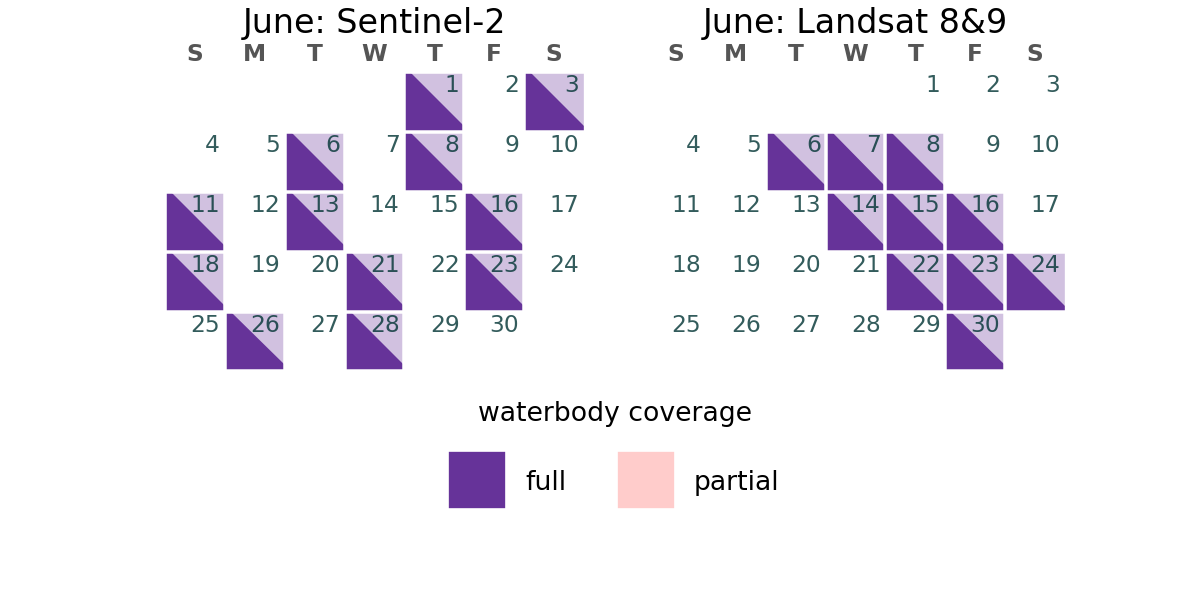 June: Sentinel-2
S M T W T F S
1 2 3
4 5 6 7 8 9 10
11 12 13 14 15 16 17
18 19 20 21 22 23 24
25 26 27 28 29 30
June: Landsat 8&9
S M T W T F S
1 2 3
4 5 6 7 8 9 10
11 12 13 14 15 16 17
18 19 20 21 22 23 24
25 26 27 28 29 30
waterbody coverage
full partial